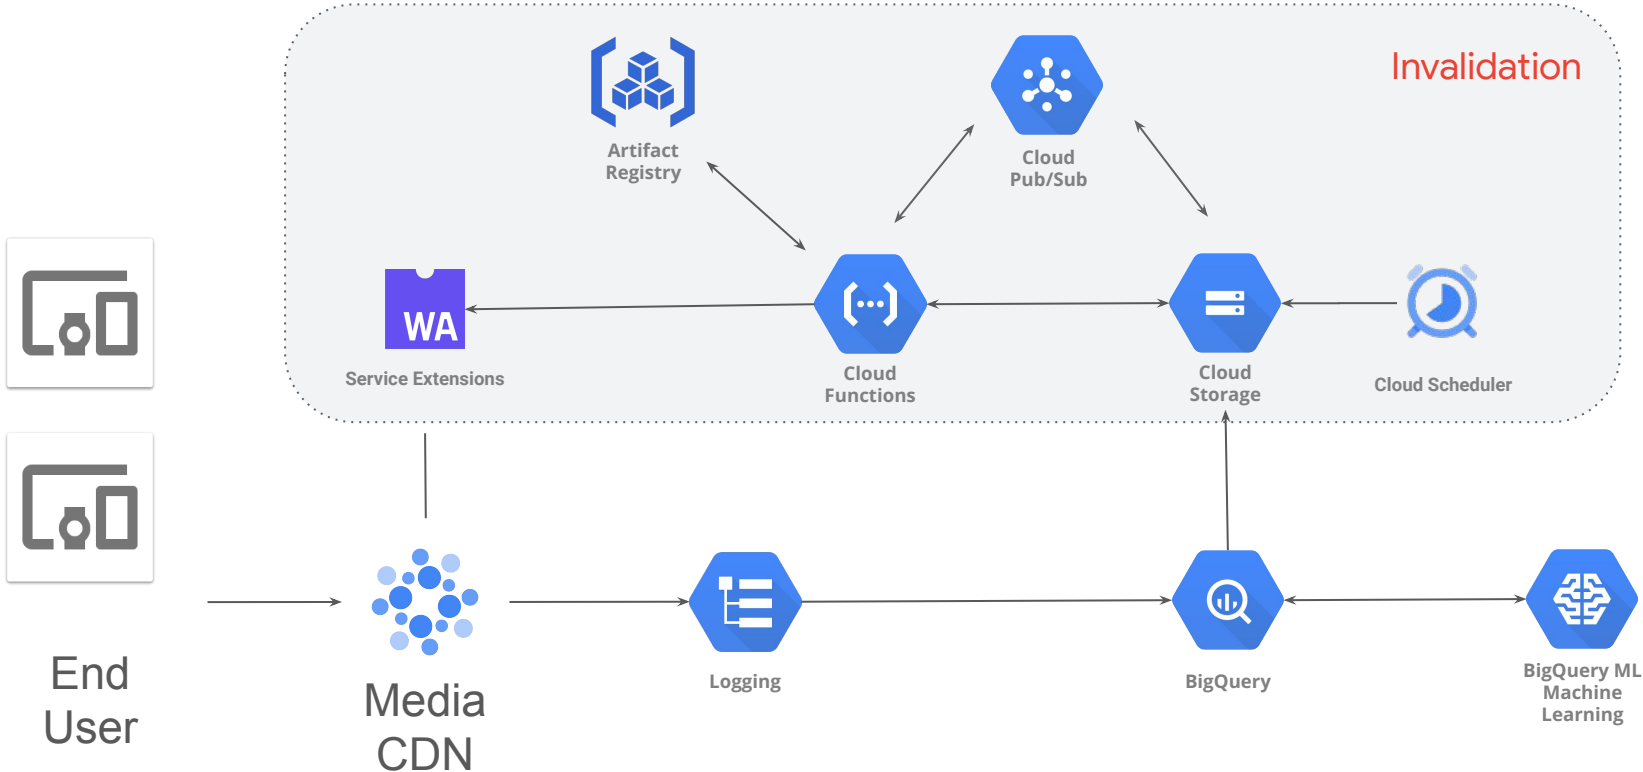 Invalidation
Artifact
Registry
Cloud
Pub/Sub
WA
Service Extensions
Cloud
Functions
Cloud
Storage
Cloud Scheduler
End
User
Media
CDN
Logging
BigQuery
BigQuery ML
Machine
Learning